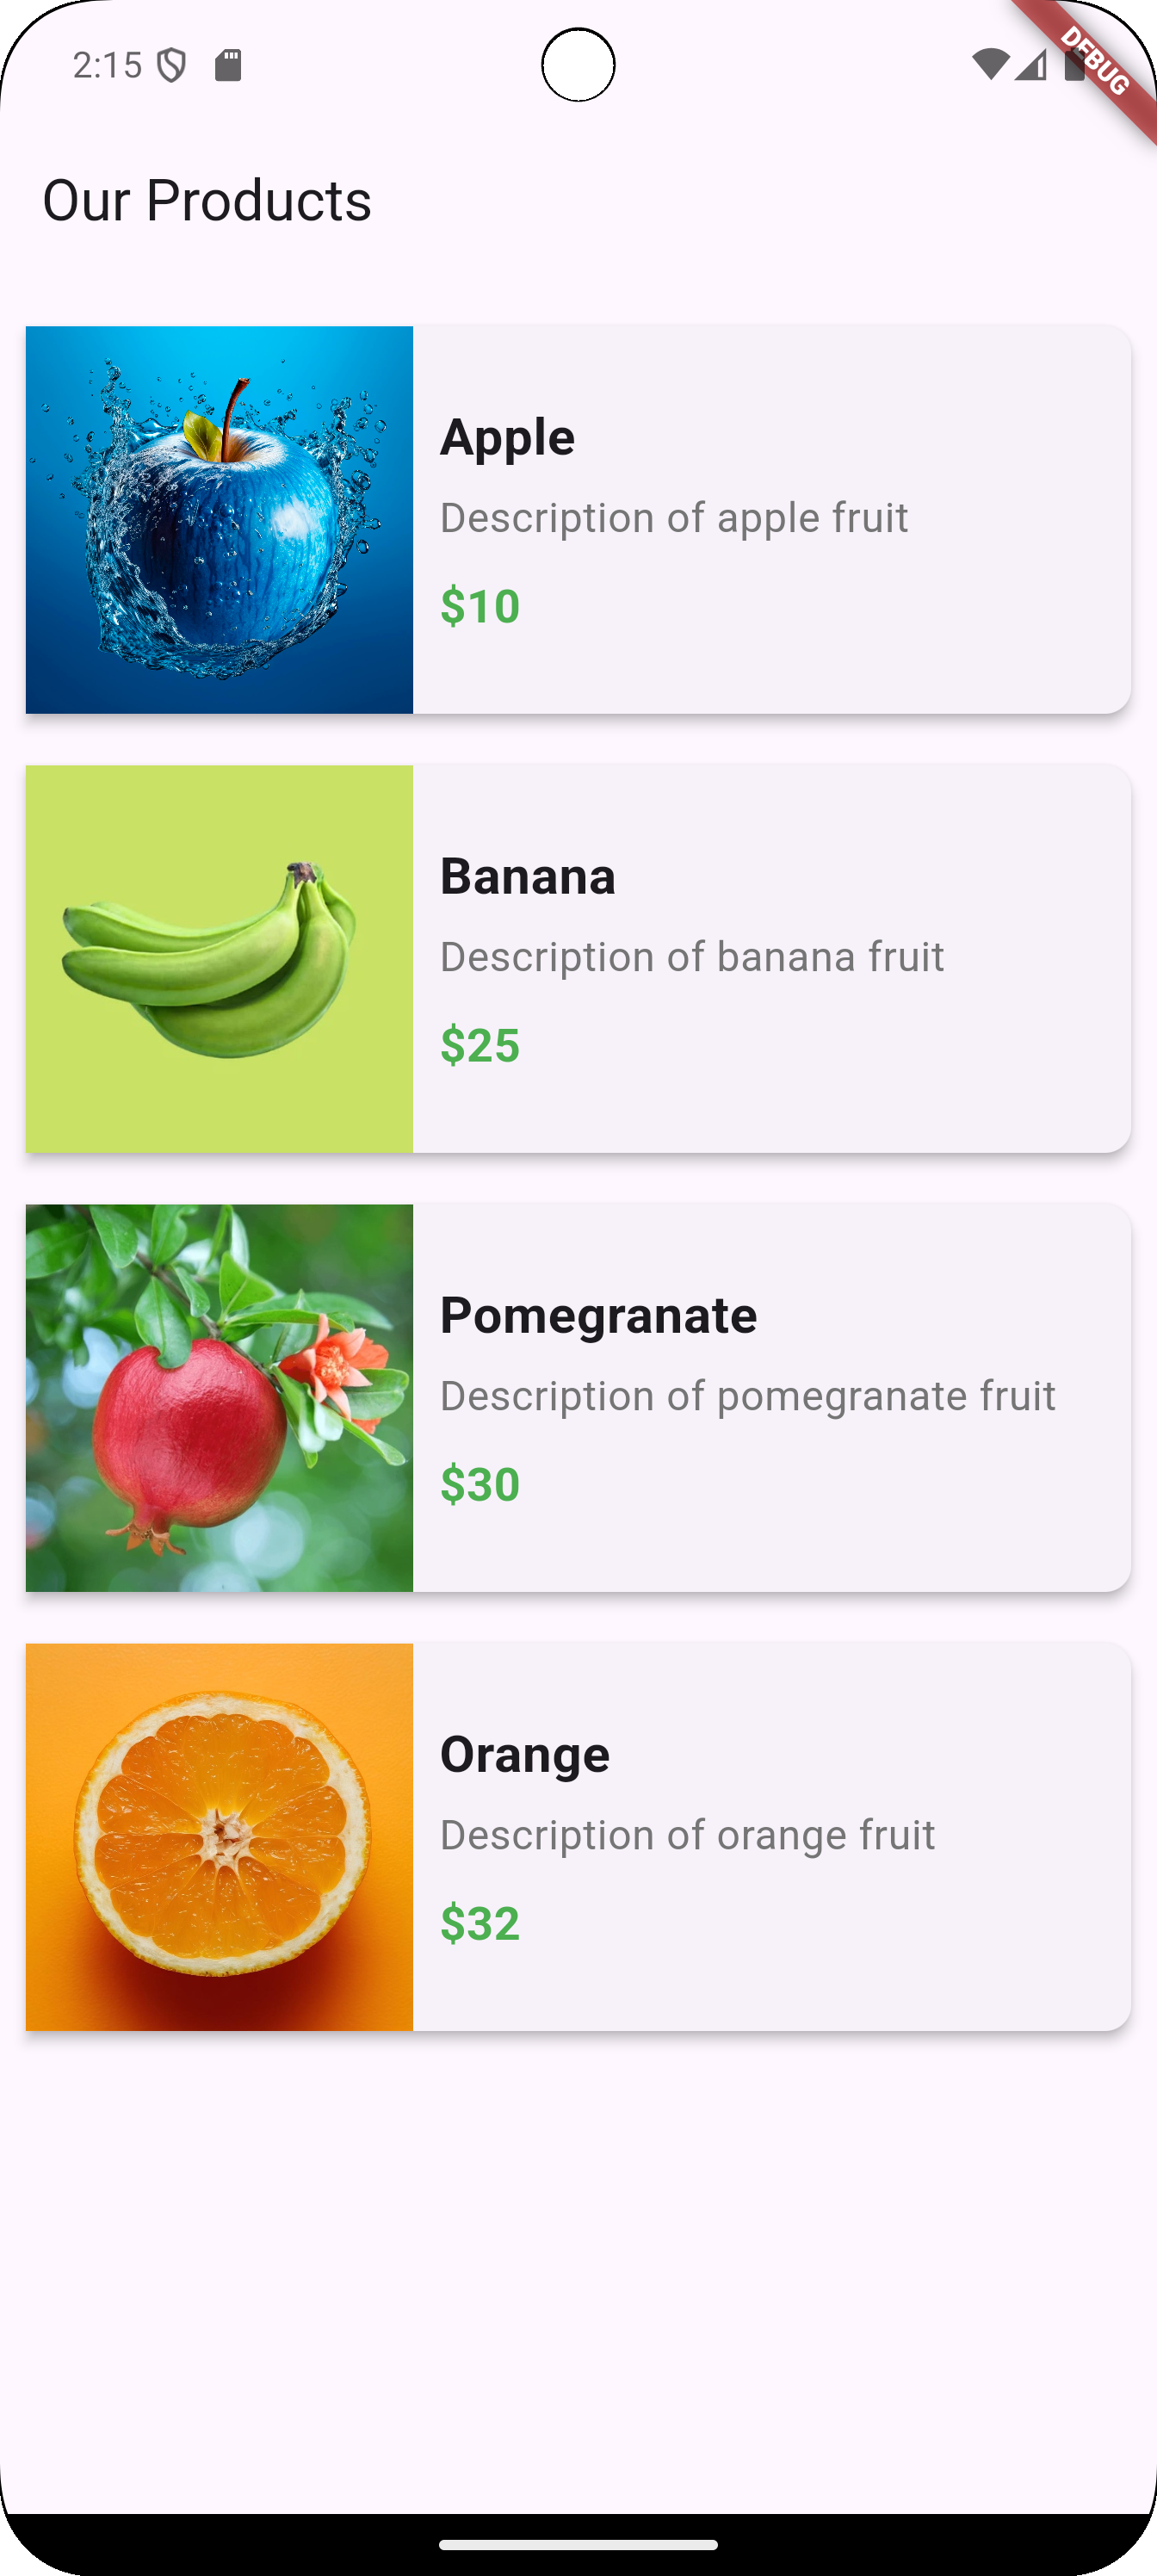 2:15
DEBUG
Our Products
Apple
Description of apple fruit
$10
Banana
Description of banana fruit
$25
Pomegranate
Description of pomegranate fruit
$30
Orange
Description of orange fruit
$32